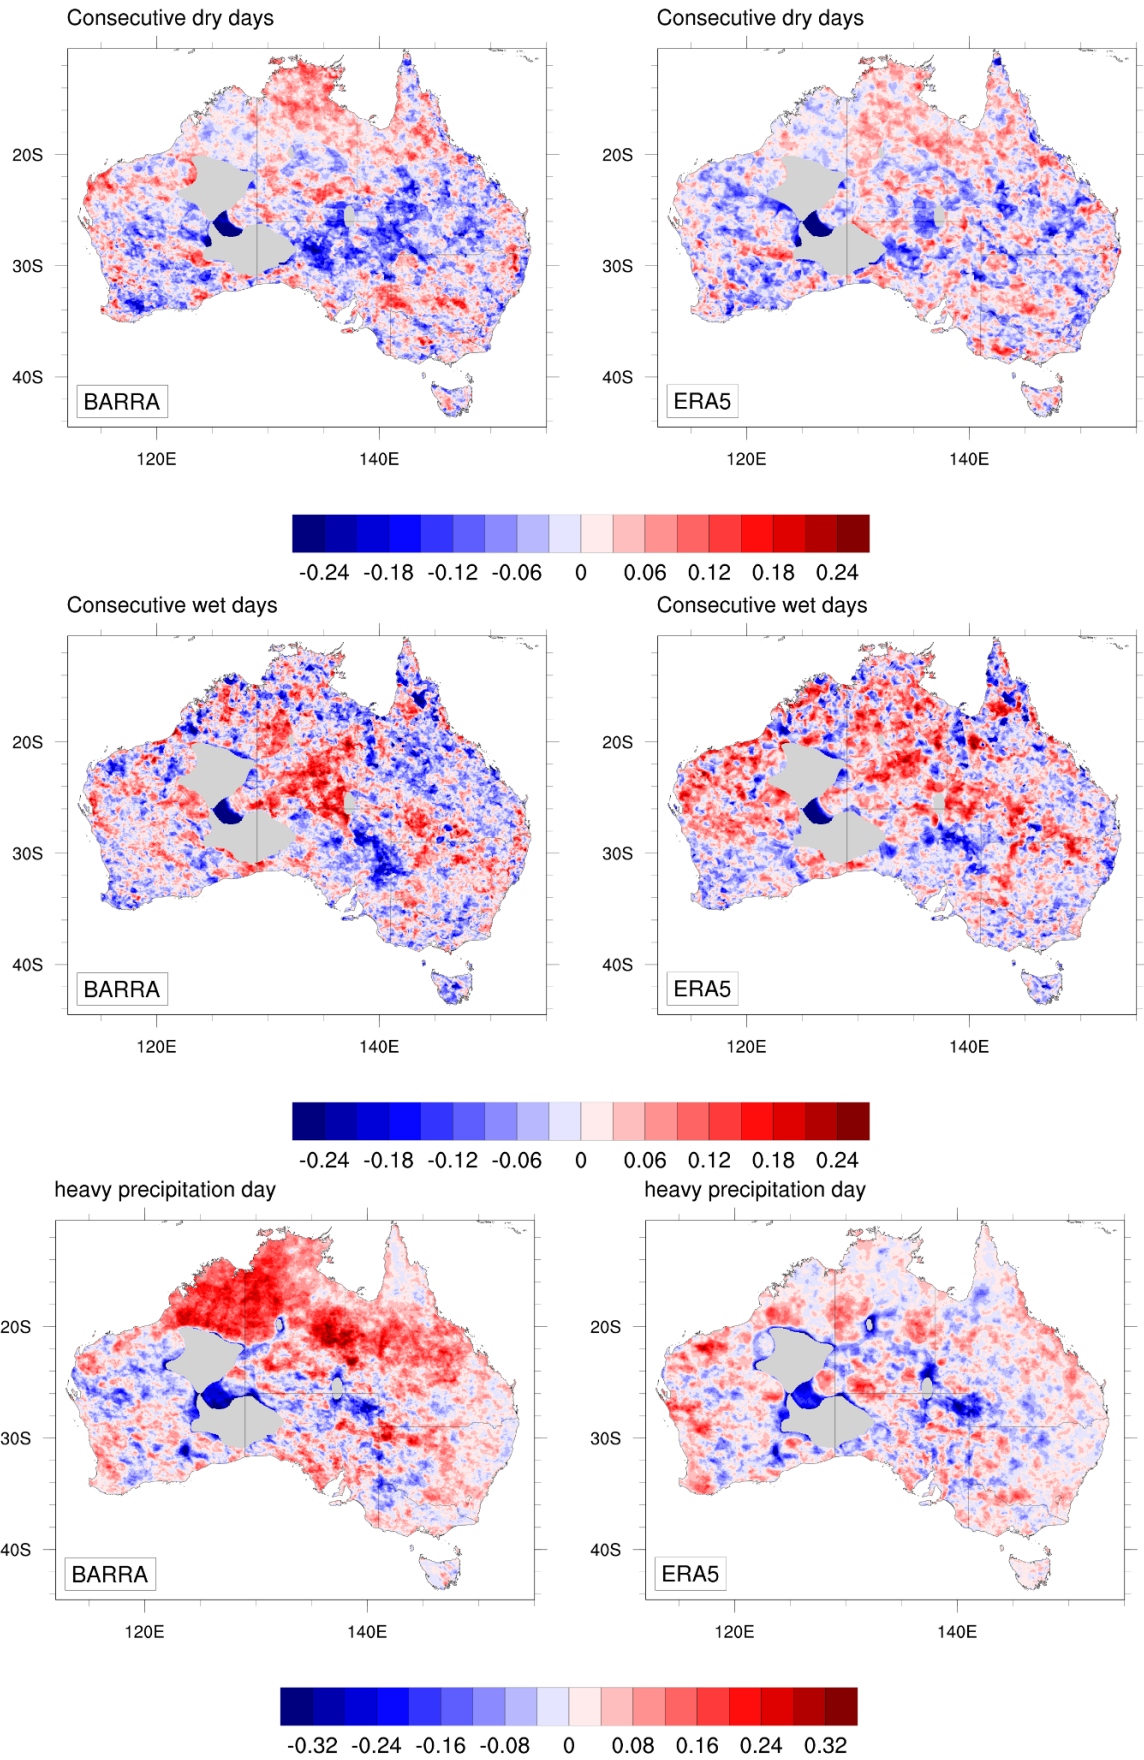 Consecutive dry days Consecutive dry days
20S 20S
30S 30S
40S 40S
BARRA ERA5
120E 140E 120E 140E
-0.24 -0.18 -0.12 -0.06 0 0.06 0.12 0.18 0.24
Consecutive wet days Consecutive wet days
20S 20S
30S 30S
40S 40S
BARRA ERA5
120E 140E 120E 140E
-0.24 -0.18 -0.12 -0.06 0 0.06 0.12 0.18 0.24
heavy precipitation day heavy precipitation day
20S 20S
30S 30S
40S 40S
BARRA ERA5
120E 140E 120E 140E
-0.32 -0.24 -0.16 -0.08 0 0.08 0.16 0.24 0.32